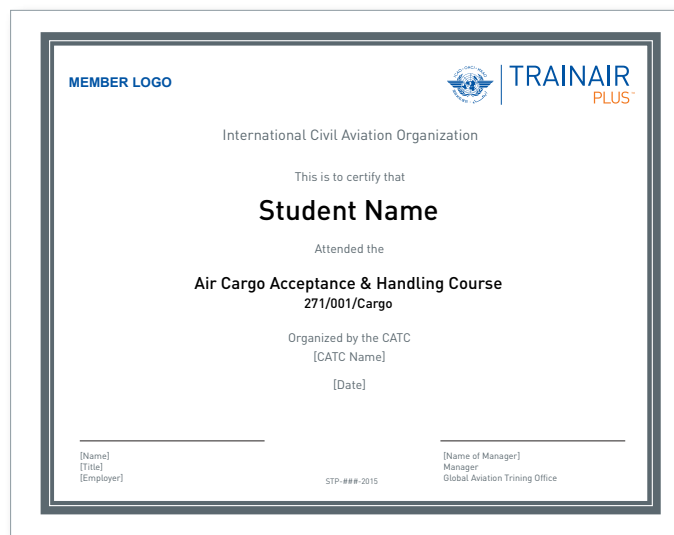 MEMBER LOGO
TRAINAIR
PLUS™
International Civil Aviation Organization
This is to certify that
Student Name
Attended the
Air Cargo Acceptance & Handling Course
271/001/Cargo
Organized by the CATC
[CATC Name]
[Date]
[Name]
[Title]
[Employer]
STP-###-2015
[Name of Manager]
Manager
Global Aviation Trining Office